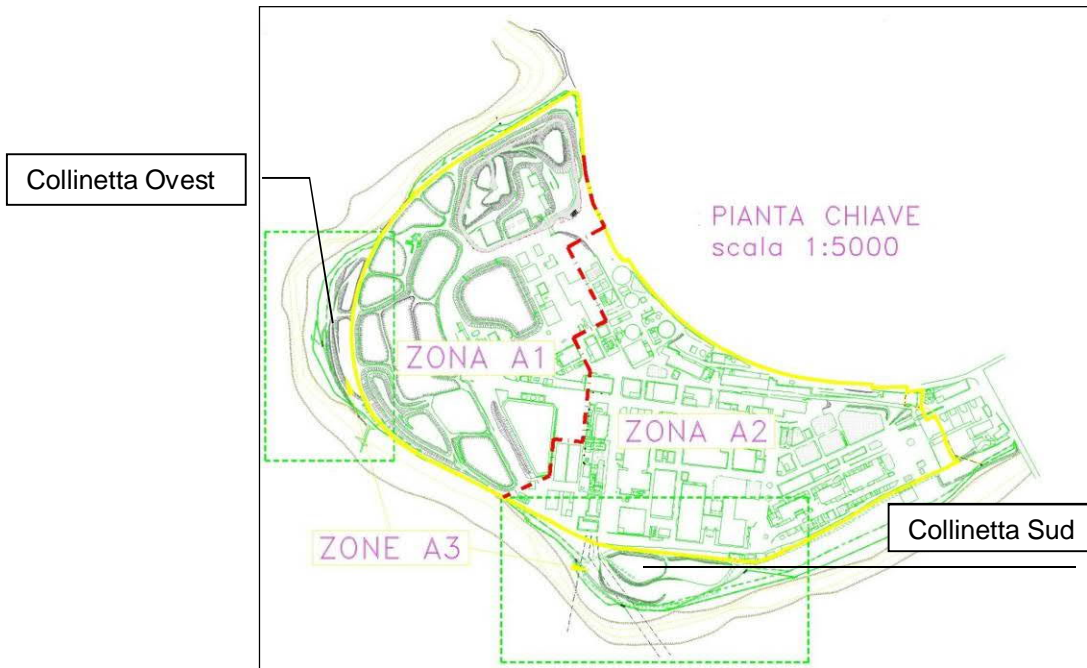 Collinetta Ovest
PIANTA CHIAVE
scala 1:5000
ZONA A1
ZONA A2
Collinetta Sud
ZONE A3